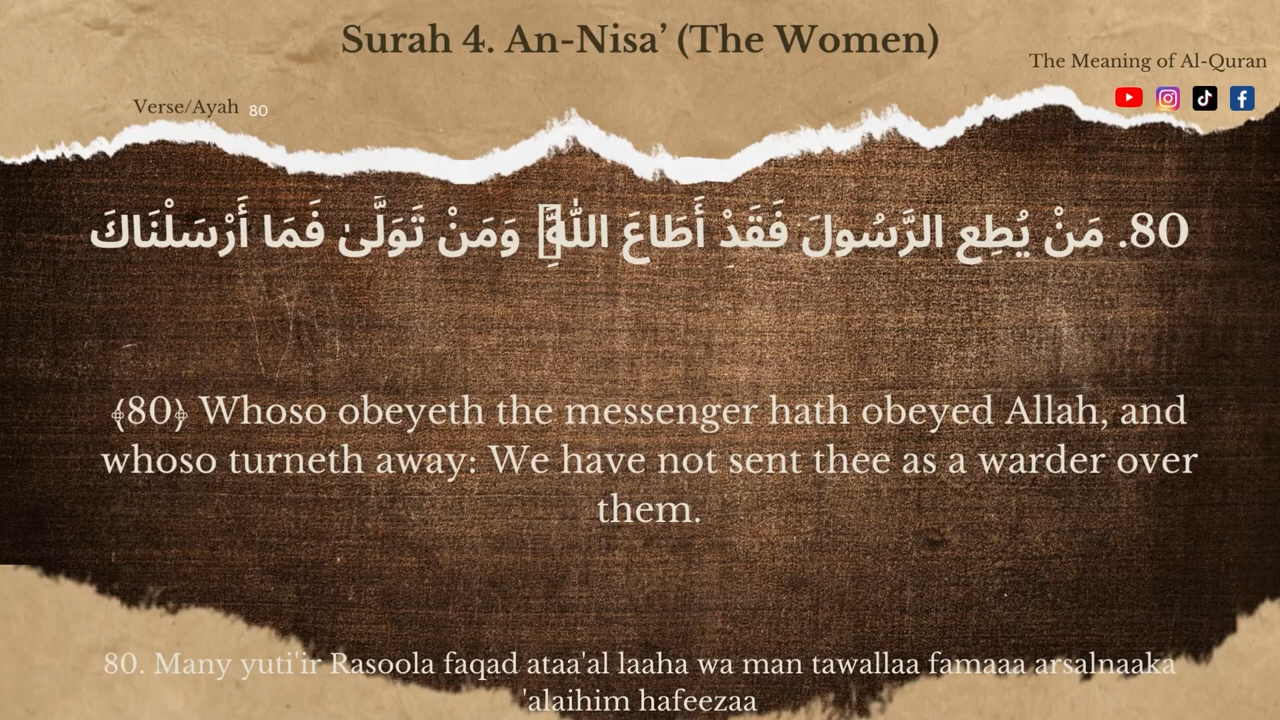 Surah 4. An-Nisa’ (The Women)
The Meaning of Al-Quran
Verse/Ayah 80
80. مَنْ يُطِعِ الرَّسُولَ فَقَدْ أَطَاعَ اللَّهَ ۖ وَمَنْ تَوَلَّىٰ فَمَا أَرْسَلْنَاكَ
﴾80﴿ Whoso obeyeth the messenger hath obeyed Allah, and
whoso turneth away: We have not sent thee as a warder over
them.
80. Many yuti'ir Rasoola faqad ataa'al laaha wa man tawallaa famaaa arsalnaaka
'alaihim hafeezaa